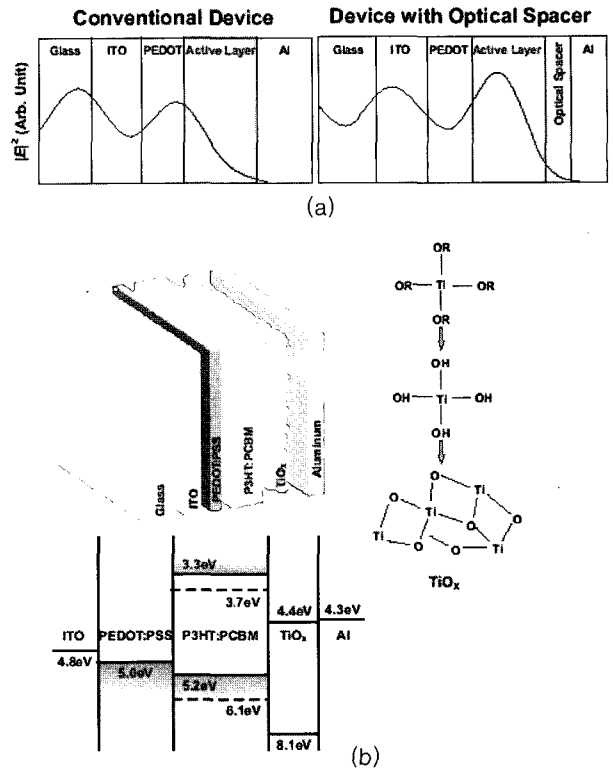 Conventional Device
Device with Optical Spacer
Glass ITO PEDOT Active Layer Al
Glass ITO PEDOT Active Layer Optical Spacer Al
|E|² (Arb. Unit)
(a)
OR
OR Ti OR
OR
OH
OH Ti OH
OH
O Ti
O Ti O
Ti O O O Ti
TiOx
Glass
ITO
PEDOT:PSS
P3HT:PCBM
TiOx
Aluminum
3.3eV
3.7eV
4.4eV 4.3eV
ITO PEDOT:PSS P3HT:PCBM TiOx Al
4.8eV
5.0eV
5.2eV
6.1eV
8.1eV
(b)